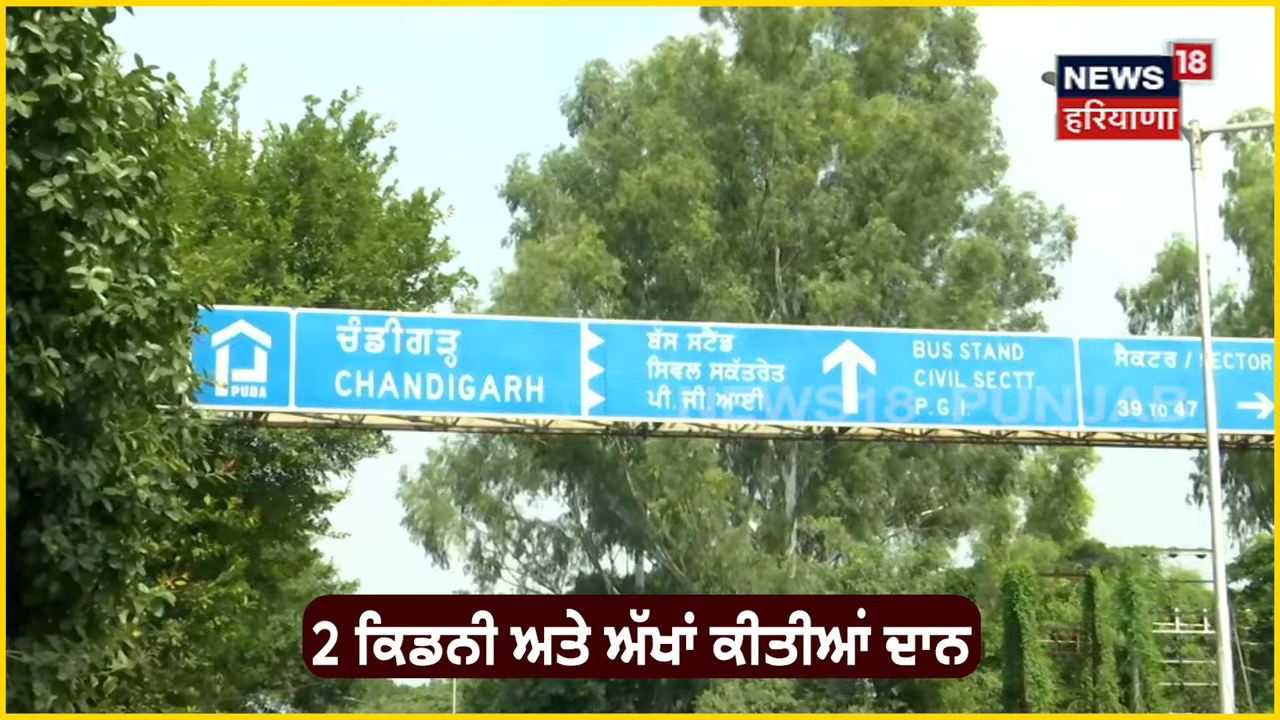 NEWS 18
हरियाणा
PUDA
ਚੰਡੀਗੜ੍ਹ
CHANDIGARH
ਬੱਸ ਸਟੈਂਡ
ਸਿਵਲ ਸਕੱਤਰੇਤ
ਪੀ.ਜੀ ਆਈ.
BUS STAND
CIVIL SECTT.
P.G.I.
ਸੈਕਟਰ / SECTOR
39 TO 47
NEWS18 PUNJAB
2 ਕਿਡਨੀ ਅਤੇ ਅੱਖਾਂ ਕੀਤੀਆਂ ਦਾਨ